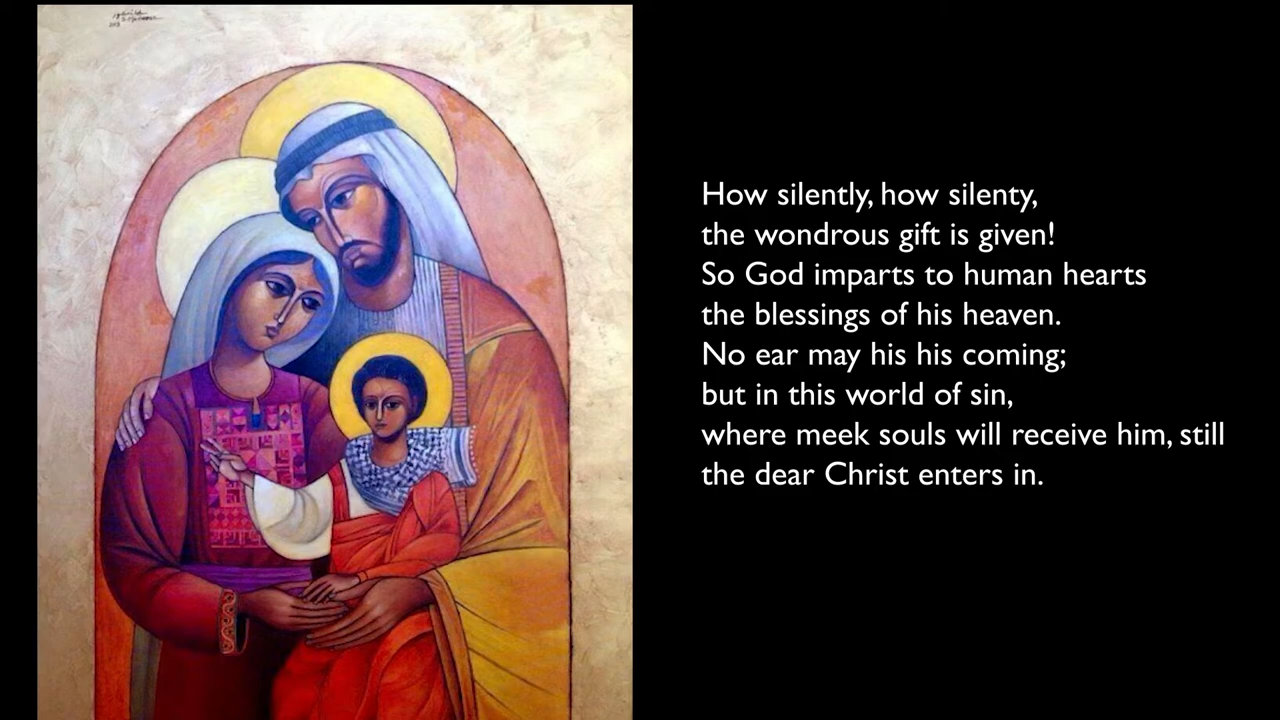 How silently, how silenty,
the wondrous gift is given!
So God imparts to human hearts
the blessings of his heaven.
No ear may his his coming;
but in this world of sin,
where meek souls will receive him, still
the dear Christ enters in.